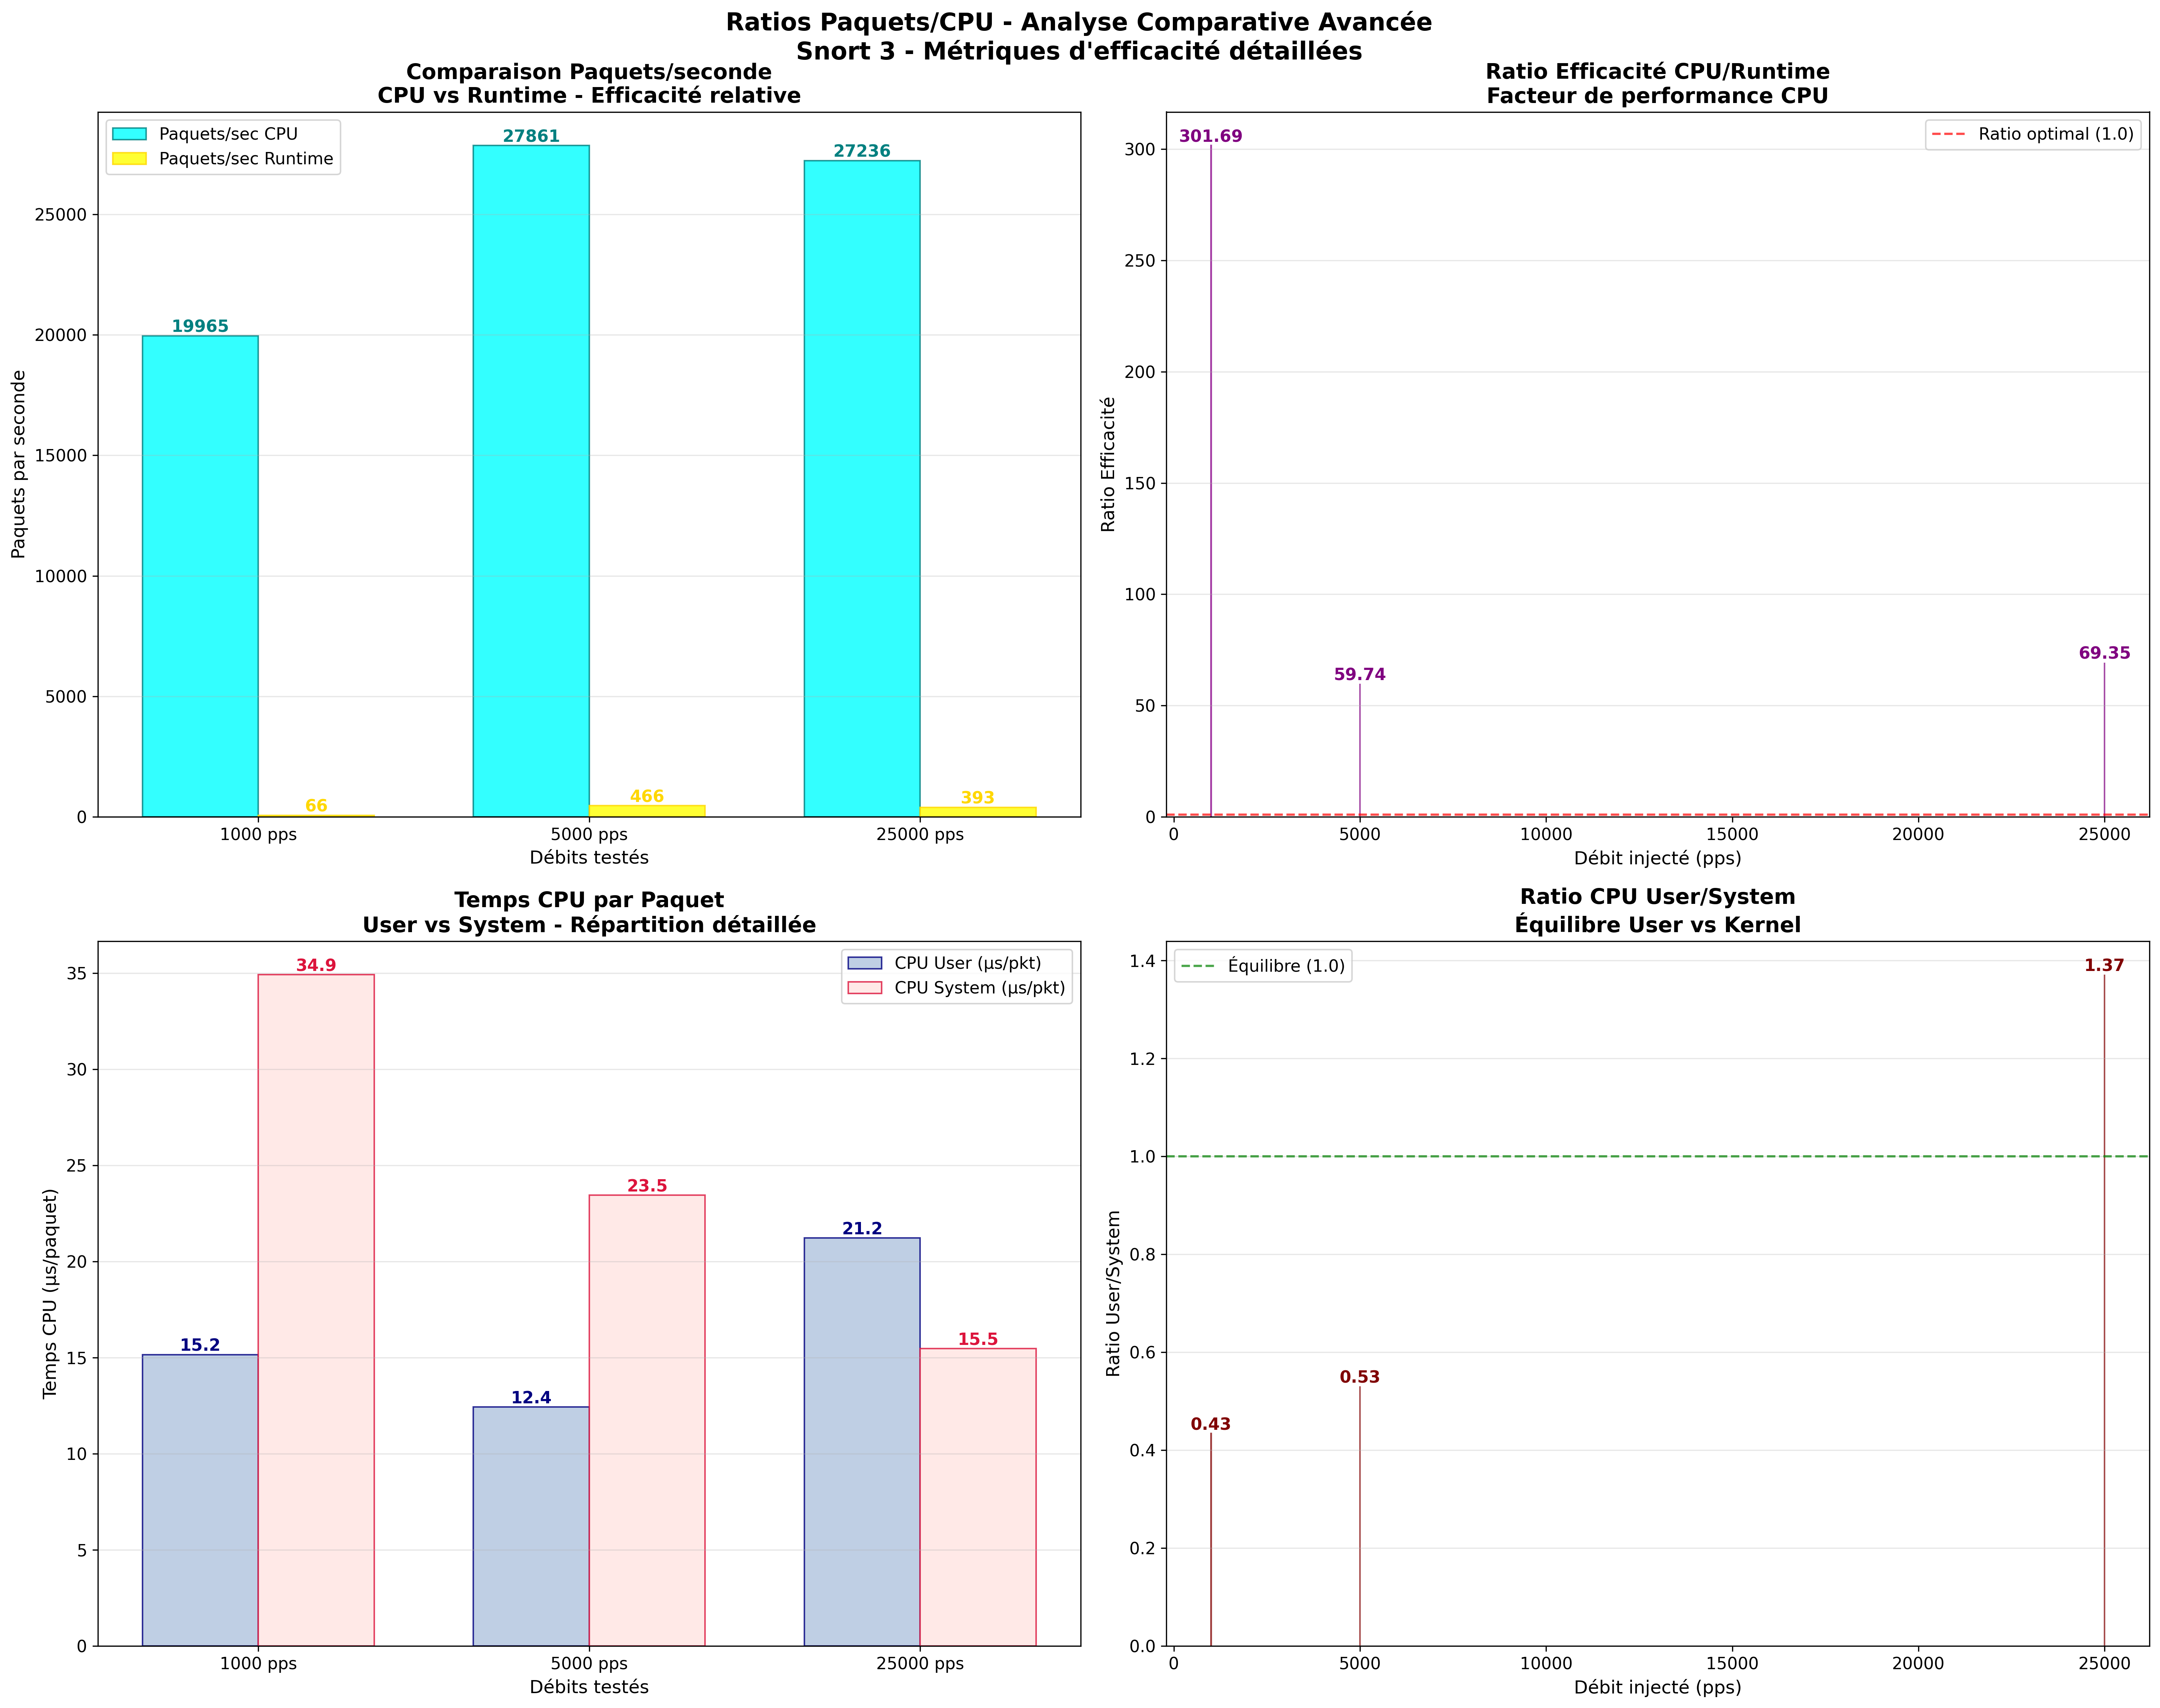 Ratios Paquets/CPU - Analyse Comparative Avancée
Snort 3 - Métriques d'efficacité détaillées
Comparaison Paquets/seconde
CPU vs Runtime - Efficacité relative
Paquets/sec CPU
Paquets/sec Runtime
Paquets par seconde
25000
20000
15000
10000
5000
0
19965
66
27861
466
27236
393
1000 pps
5000 pps
25000 pps
Débits testés
Ratio Efficacité CPU/Runtime
Facteur de performance CPU
Ratio optimal (1.0)
Ratio Efficacité
300
250
200
150
100
50
0
301.69
59.74
69.35
0
5000
10000
15000
20000
25000
Débit injecté (pps)
Temps CPU par Paquet
User vs System - Répartition détaillée
CPU User (µs/pkt)
CPU System (µs/pkt)
Temps CPU (µs/paquet)
35
30
25
20
15
10
5
0
15.2
34.9
12.4
23.5
21.2
15.5
1000 pps
5000 pps
25000 pps
Débits testés
Ratio CPU User/System
Équilibre User vs Kernel
Équilibre (1.0)
Ratio User/System
1.4
1.2
1.0
0.8
0.6
0.4
0.2
0.0
0.43
0.53
1.37
0
5000
10000
15000
20000
25000
Débit injecté (pps)